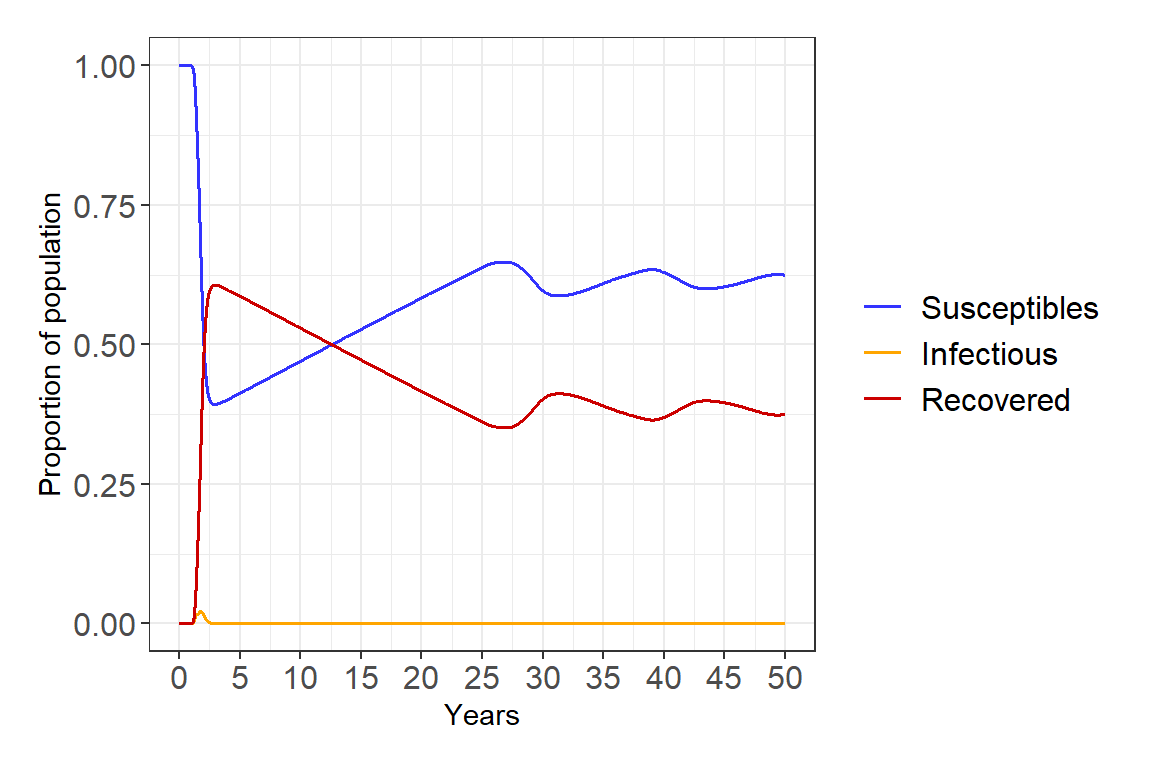 Proportion of population
1.00
0.75
0.50
0.25
0.00
0 5 10 15 20 25 30 35 40 45 50
Years
Susceptibles
Infectious
Recovered